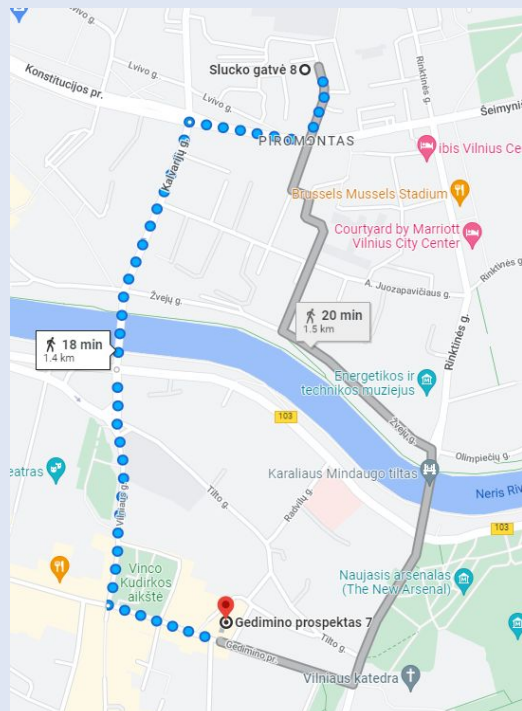 Lvivo g.
Rinktinės g.
Slucko gatvė 8
Konstitucijos pr.
Lvivo g.
Lvovo g.
Šeimynių
PIROMONTAS
ibis Vilnius Ce
Kalvarijų g.
Brussels Mussels Stadium
Courtyard by Marriott
Vilnius City Center
Rinktinės g.
A. Juozapavičiaus g.
Žvejų g.
20 min
1.5 km
Rinktinės g.
18 min
1.4 km
Energetikos ir
technikos muziejus
103
Žvejų g.
Olimpiečių g.
eatras
Karaliaus Mindaugo tiltas
Neris Riv
Tilto g.
Radvilų g.
Vilniaus g.
103
Vinco
Kudirkos
aikštė
Naujasis arsenalas
(The New Arsenal)
Gedimino prospektas 7
Tilto g.
Gedimino pr.
Vilniaus katedra